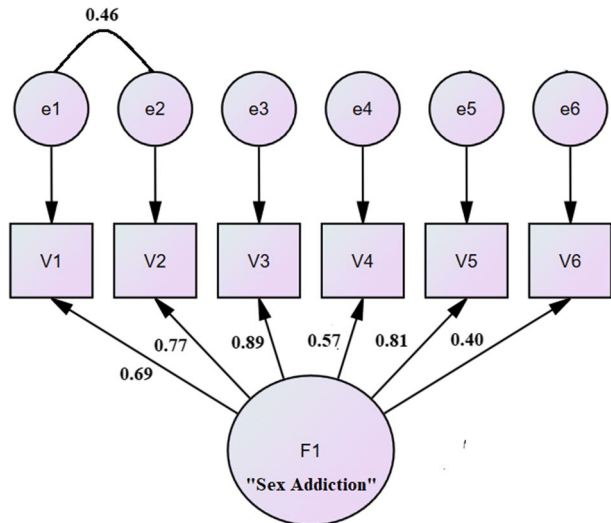 0.46
e1 e2 e3 e4 e5 e6
V1 V2 V3 V4 V5 V6
0.69 0.77 0.89 0.57 0.81 0.40
F1
"Sex Addiction"